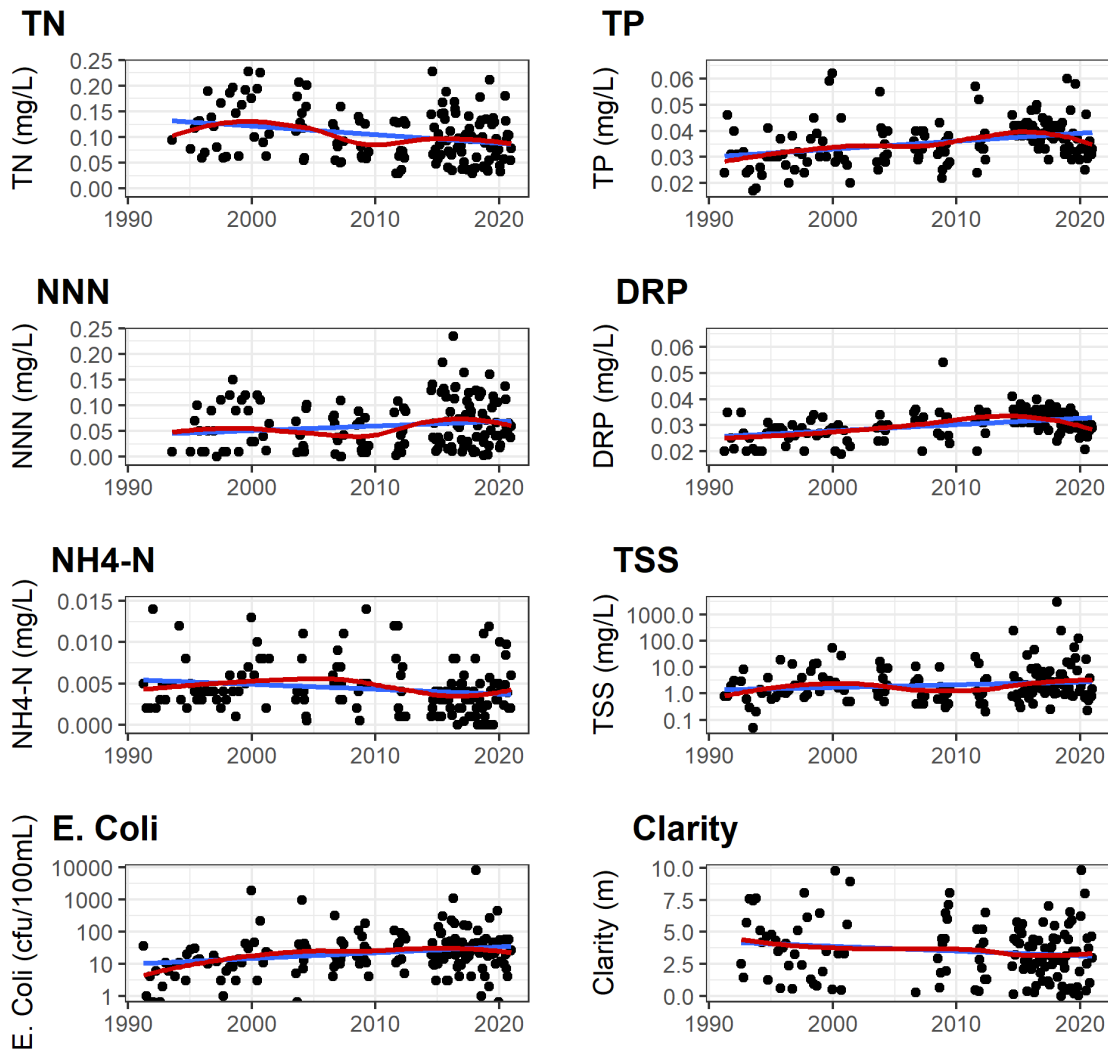 TN
TN (mg/L)
0.25
0.20
0.15
0.10
0.05
0.00
1990 2000 2010 2020
TP
TP (mg/L)
0.06
0.05
0.04
0.03
0.02
1990 2000 2010 2020
NNN
NNN (mg/L)
0.25
0.20
0.15
0.10
0.05
0.00
1990 2000 2010 2020
DRP
DRP (mg/L)
0.06
0.05
0.04
0.03
0.02
1990 2000 2010 2020
NH4-N
NH4-N (mg/L)
0.015
0.010
0.005
0.000
1990 2000 2010 2020
TSS
TSS (mg/L)
1000.0
100.0
10.0
1.0
0.1
1990 2000 2010 2020
E. Coli
E. Coli (cfu/100mL)
10000
1000
100
10
1
1990 2000 2010 2020
Clarity
Clarity (m)
10.0
7.5
5.0
2.5
0.0
1990 2000 2010 2020